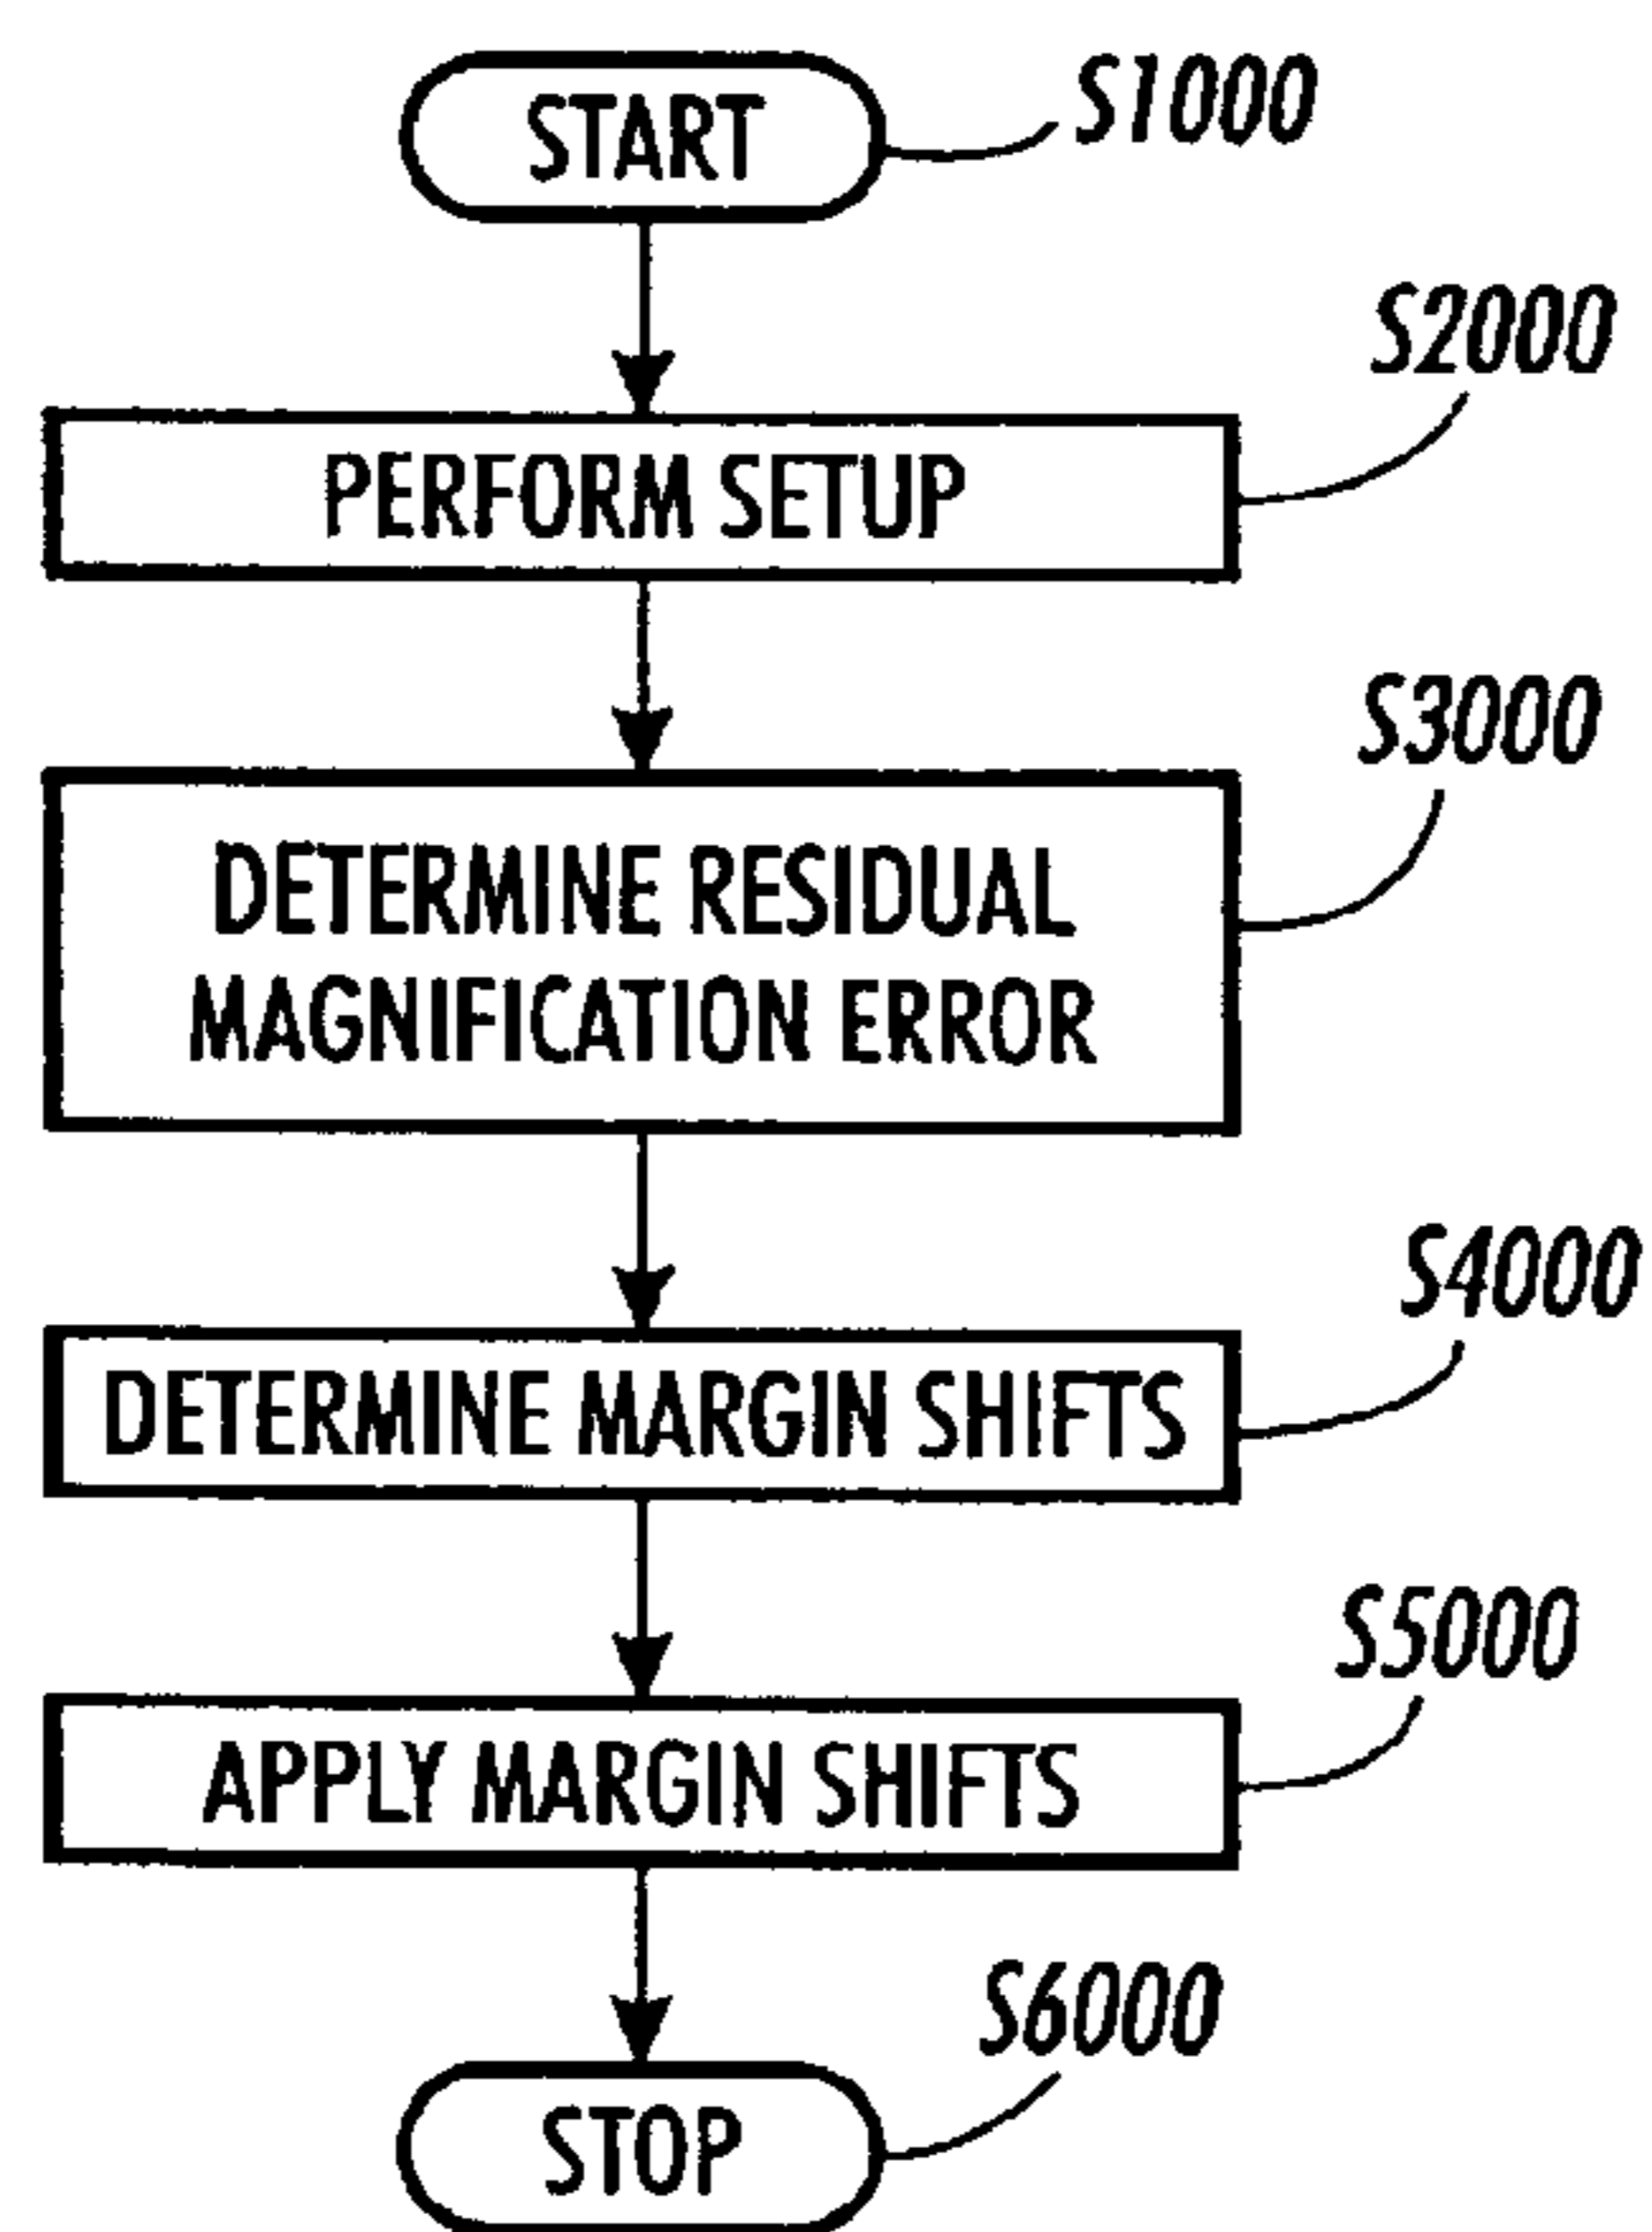 START
S1000
S2000
PERFORM SETUP
S3000
DETERMINE RESIDUAL
MAGNIFICATION ERROR
S4000
DETERMINE MARGIN SHIFTS
S5000
APPLY MARGIN SHIFTS
S6000
STOP